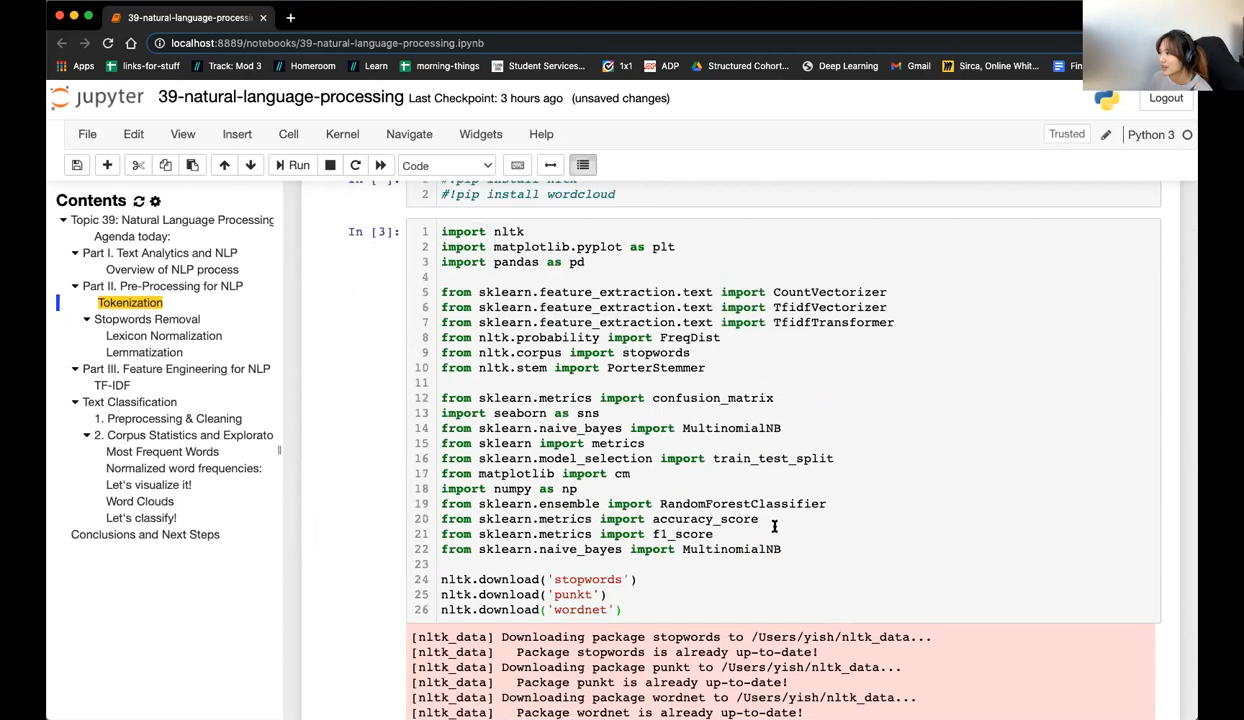 39-natural-language-processi
localhost:8889/notebooks/39-natural-language-processing.ipynb
Apps links-for-stuff Track: Mod 3 Homeroom Learn morning-things Student Services... 1x1 ADP Structured Cohort... Deep Learning Gmail Sirca, Online Whit... Fin
jupyter 39-natural-language-processing Last Checkpoint: 3 hours ago (unsaved changes) Logout
File Edit View Insert Cell Kernel Navigate Widgets Help Trusted Python 3
Run Code
Contents
Topic 39: Natural Language Processing
Agenda today:
Part I. Text Analytics and NLP
Overview of NLP process
Part II. Pre-Processing for NLP
Tokenization
Stopwords Removal
Lexicon Normalization
Lemmatization
Part III. Feature Engineering for NLP
TF-IDF
Text Classification
1. Preprocessing & Cleaning
2. Corpus Statistics and Explorato
Most Frequent Words
Normalized word frequencies:
Let's visualize it!
Word Clouds
Let's classify!
Conclusions and Next Steps
1 #!pip install nltk
2 #!pip install wordcloud
In [3]:
1 import nltk
2 import matplotlib.pyplot as plt
3 import pandas as pd
4
5 from sklearn.feature_extraction.text import CountVectorizer
6 from sklearn.feature_extraction.text import TfidfVectorizer
7 from sklearn.feature_extraction.text import TfidfTransformer
8 from nltk.probability import FreqDist
9 from nltk.corpus import stopwords
10 from nltk.stem import PorterStemmer
11
12 from sklearn.metrics import confusion_matrix
13 import seaborn as sns
14 from sklearn.naive_bayes import MultinomialNB
15 from sklearn import metrics
16 from sklearn.model_selection import train_test_split
17 from matplotlib import cm
18 import numpy as np
19 from sklearn.ensemble import RandomForestClassifier
20 from sklearn.metrics import accuracy_score
21 from sklearn.metrics import f1_score
22 from sklearn.naive_bayes import MultinomialNB
23
24 nltk.download('stopwords')
25 nltk.download('punkt')
26 nltk.download('wordnet')
[nltk_data] Downloading package stopwords to /Users/yish/nltk_data...
[nltk_data] Package stopwords is already up-to-date!
[nltk_data] Downloading package punkt to /Users/yish/nltk_data...
[nltk_data] Package punkt is already up-to-date!
[nltk_data] Downloading package wordnet to /Users/yish/nltk_data...
[nltk_data] Package wordnet is already up-to-date!